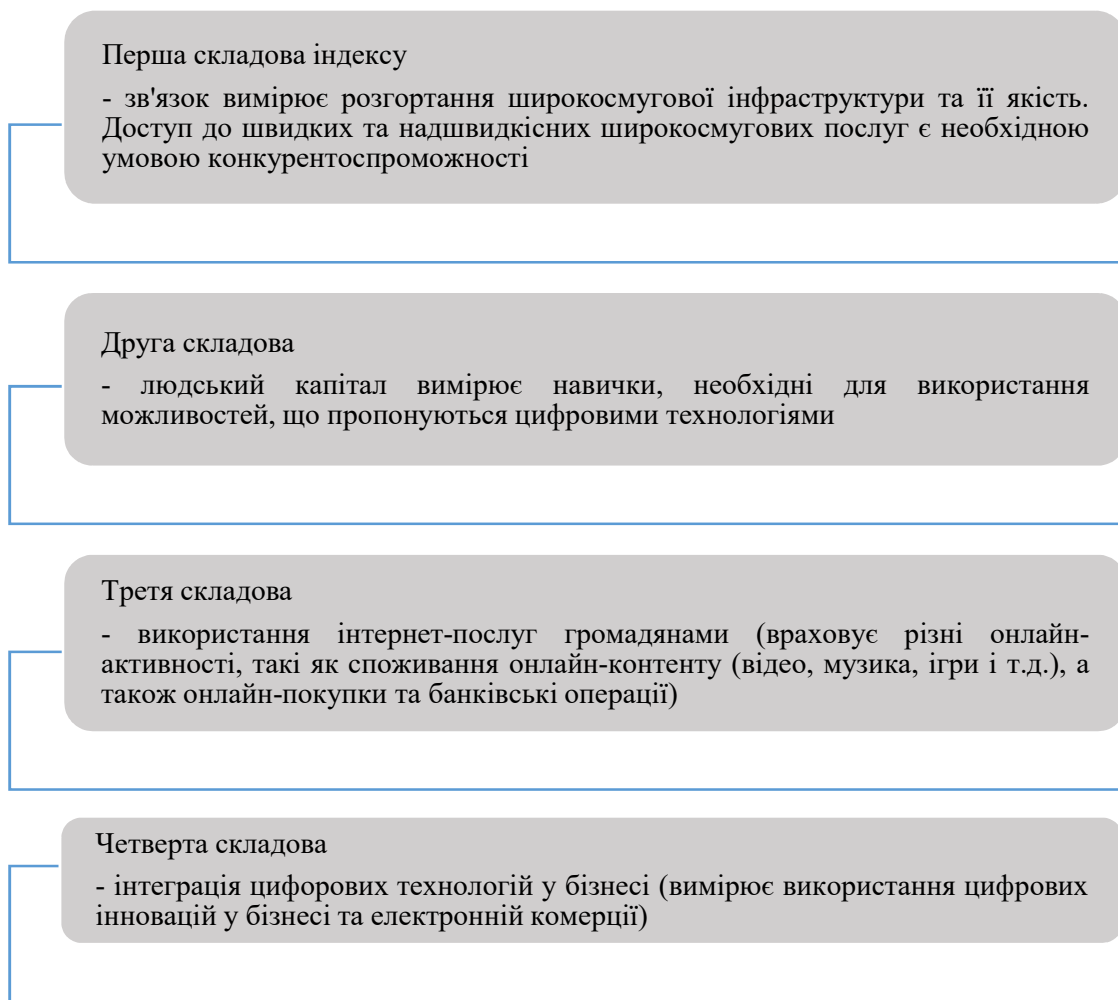 Перша складова індексу
- зв'язок вимірює розгортання широкосмугової інфраструктури та її якість.
Доступ до швидких та надшвидкісних широкосмугових послуг є необхідною
умовою конкурентоспроможності
Друга складова
- людський капітал вимірює навички, необхідні для використання
можливостей, що пропонуються цифровими технологіями
Третя складова
- використання інтернет-послуг громадянами (враховує різні онлайн-
активності, такі як споживання онлайн-контенту (відео, музика, ігри і т.д.), а
також онлайн-покупки та банківські операції)
Четверта складова
- інтеграція цифорових технологій у бізнесі (вимірює використання цифрових
інновацій у бізнесі та електронній комерції)